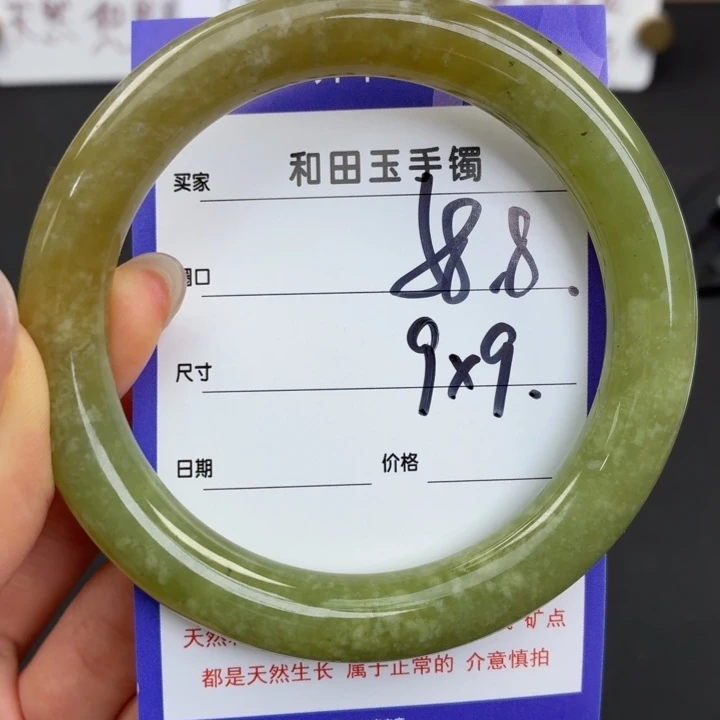 和田玉手镯
买家
圈口 58.8
尺寸 9x9.
日期 价格
天然 矿点
都是天然生长 属于正常的 介意慎拍